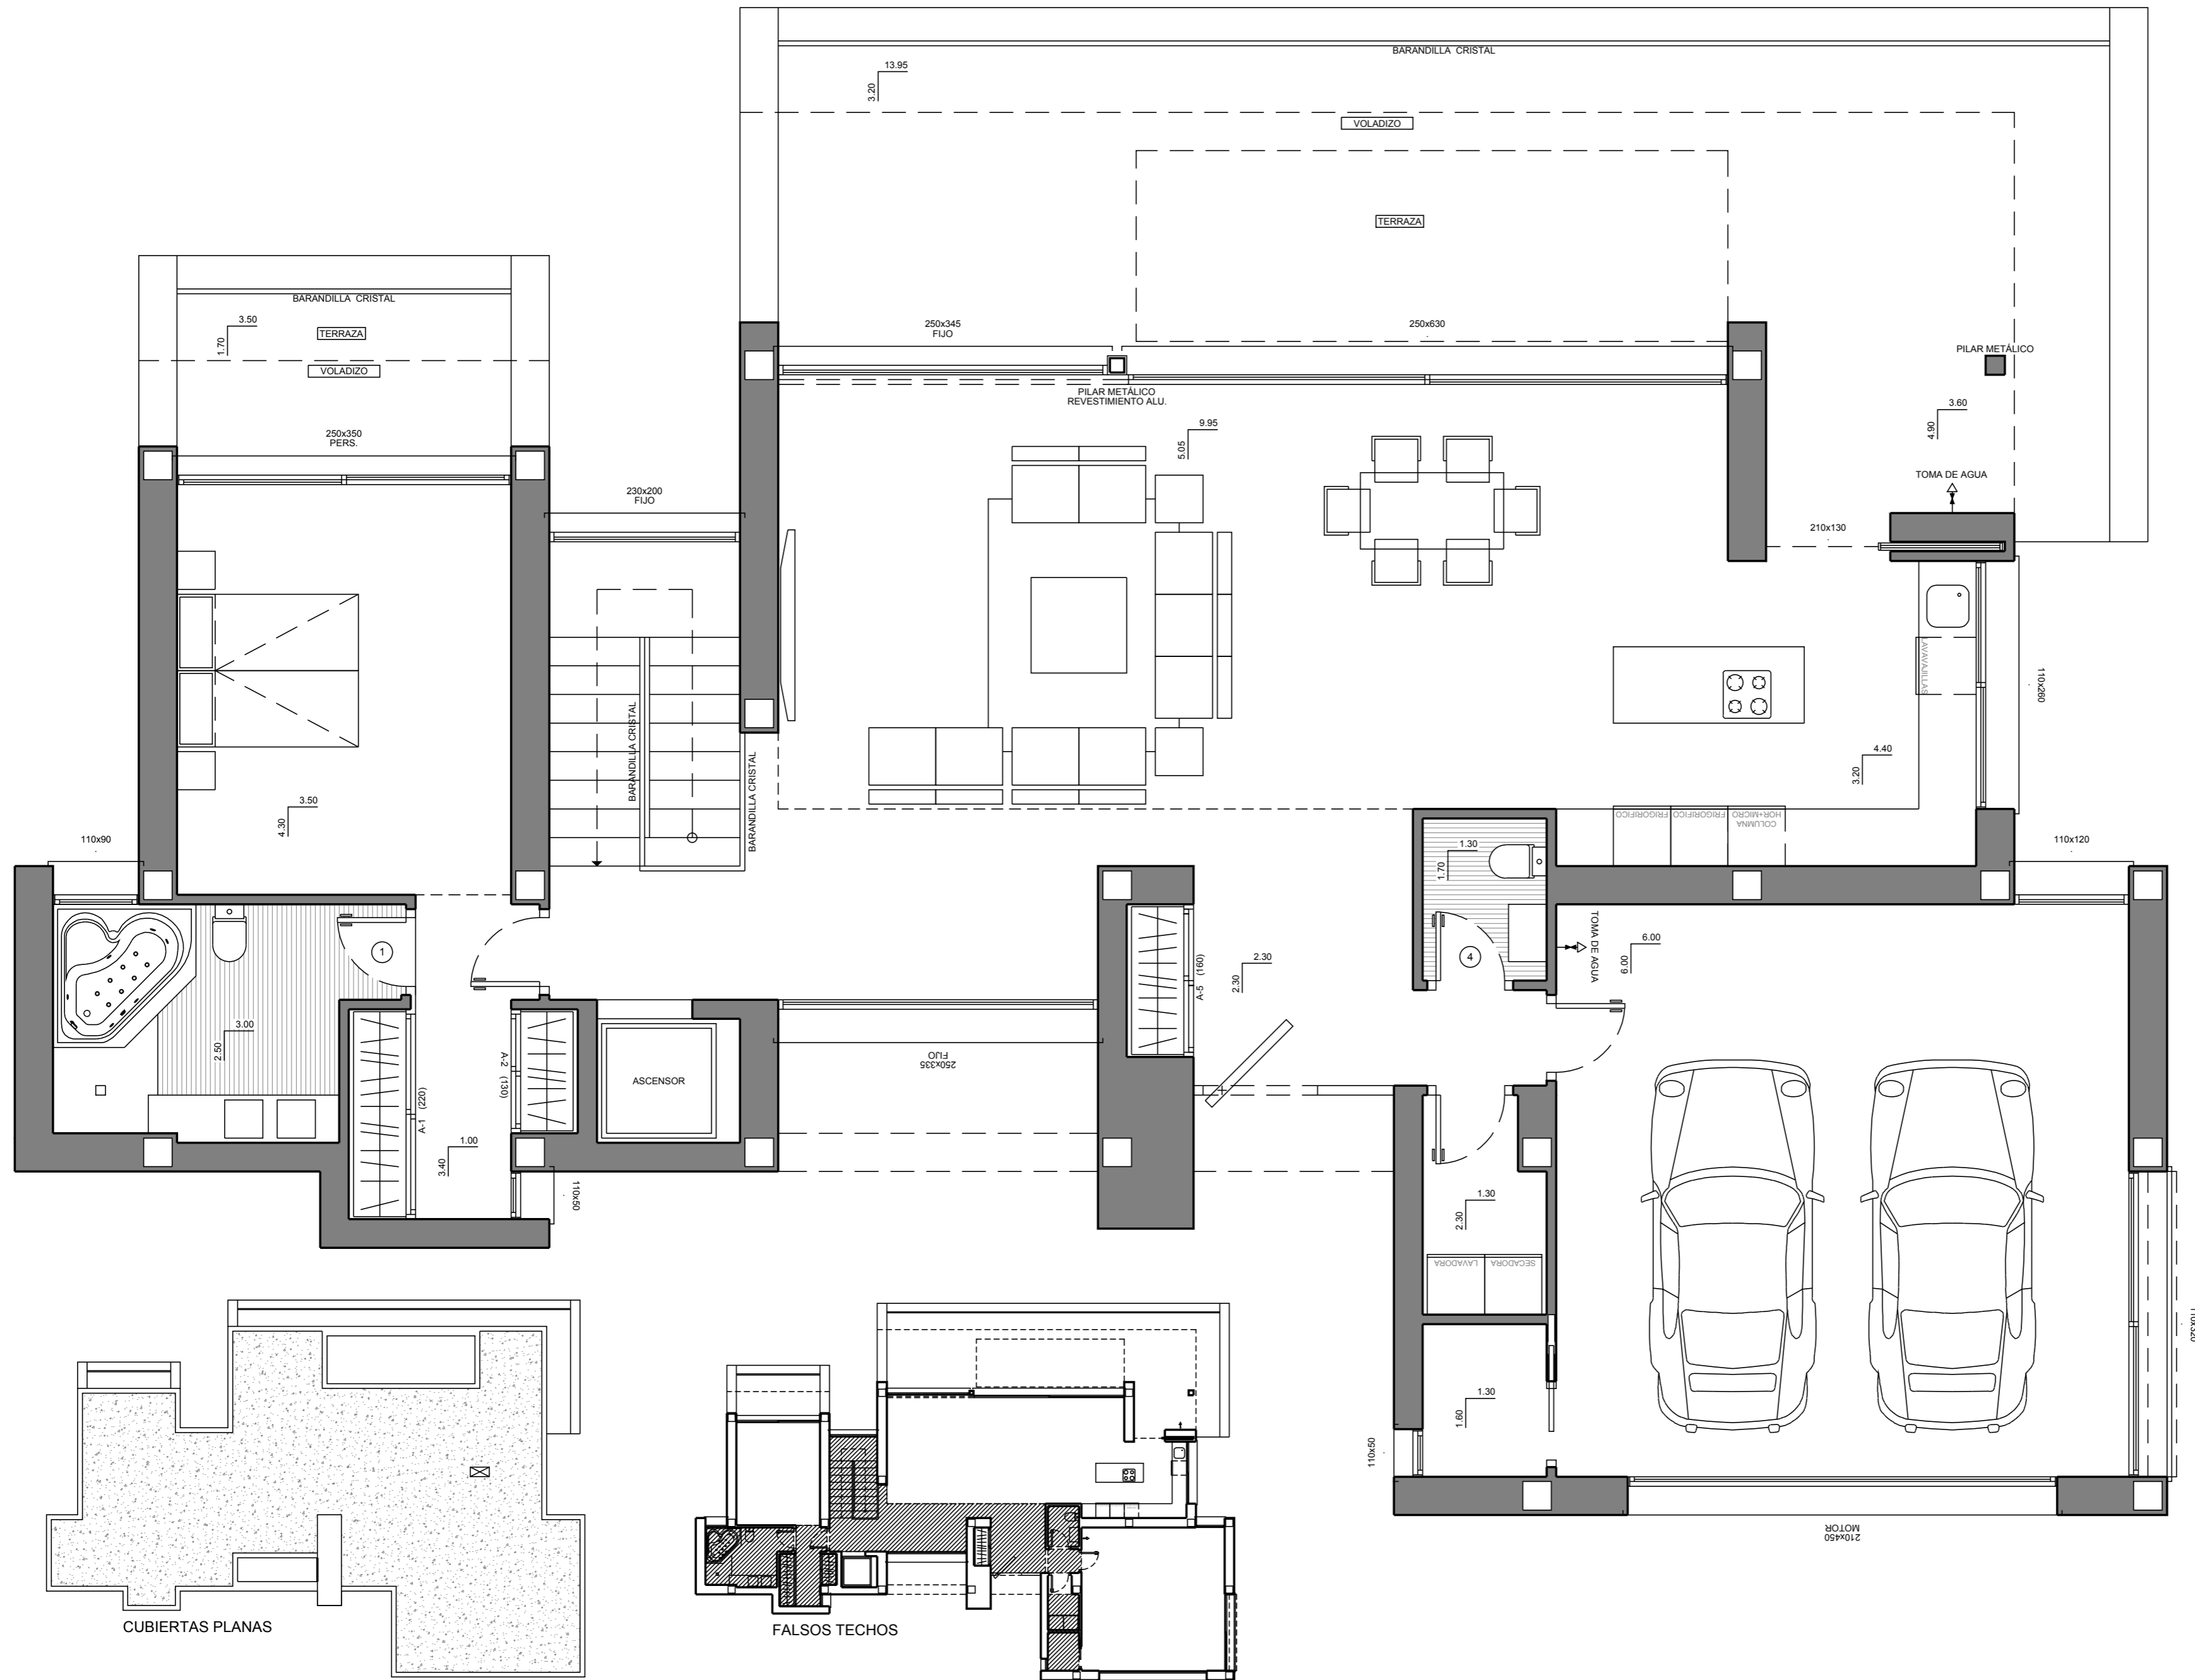 BARANDILLA CRISTAL
13.95
3.20
VOLADIZO
TERRAZA
BARANDILLA CRISTAL
3.50
1.70
TERRAZA
VOLADIZO
250x350
PERS.
250x345
FIJO
250x630
PILAR METÁLICO
REVESTIMIENTO ALU.
PILAR METÁLICO
9.95
5.05
3.60
4.90
TOMA DE AGUA
230x200
FIJO
210x130
LAVAVAJILLAS
110x260
BARANDILLA CRISTAL
BARANDILLA CRISTAL
4.40
3.20
3.50
4.30
FRIGORIFICO
FRIGORIFICO
COLUMNA
HOR+MICRO
110x90
110x120
1.30
1.70
1
4
TOMA DE AGUA
6.00
6.00
A-5 (160)
2.30
2.30
3.00
2.50
A-1 (220)
A-2 (130)
ASCENSOR
250x335
FIJO
1.00
3.40
110x50
1.30
2.30
LAVADORA
SECADORA
110x320
1.30
1.60
110x50
210x450
MOTOR
CUBIERTAS PLANAS
FALSOS TECHOS